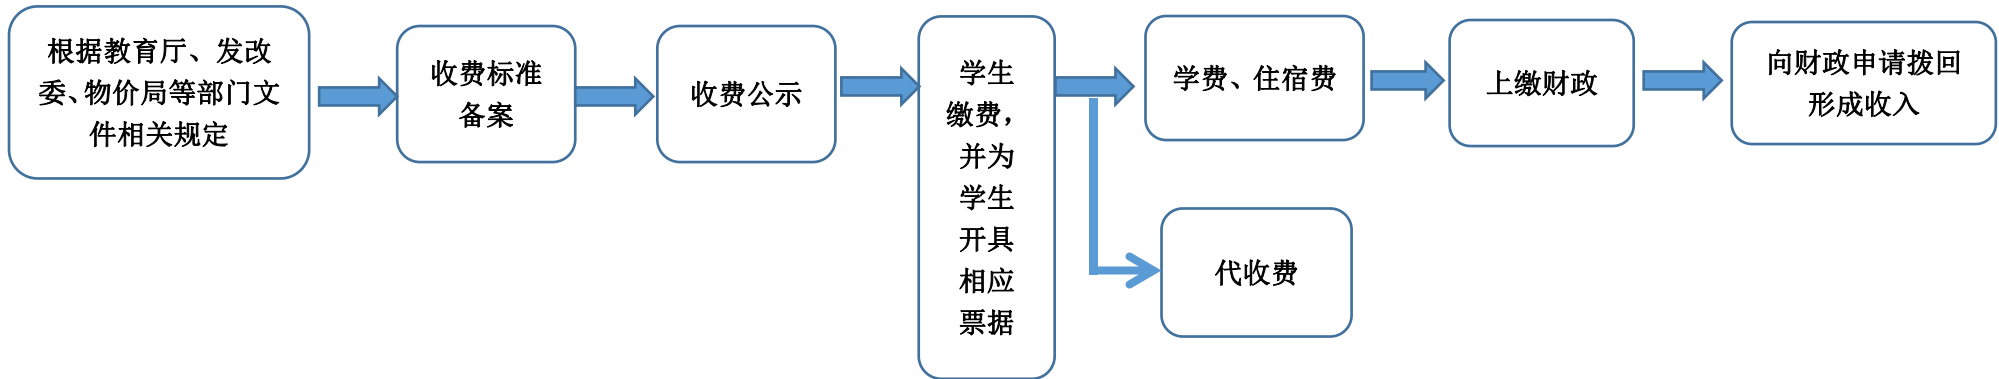 根据教育厅、发改
委、物价局等部门文
件相关规定
收费标准
备案
收费公示
学生
缴费，
并为
学生
开具
相应
票据
学费、住宿费
上缴财政
向财政申请拨回
形成收入
代收费